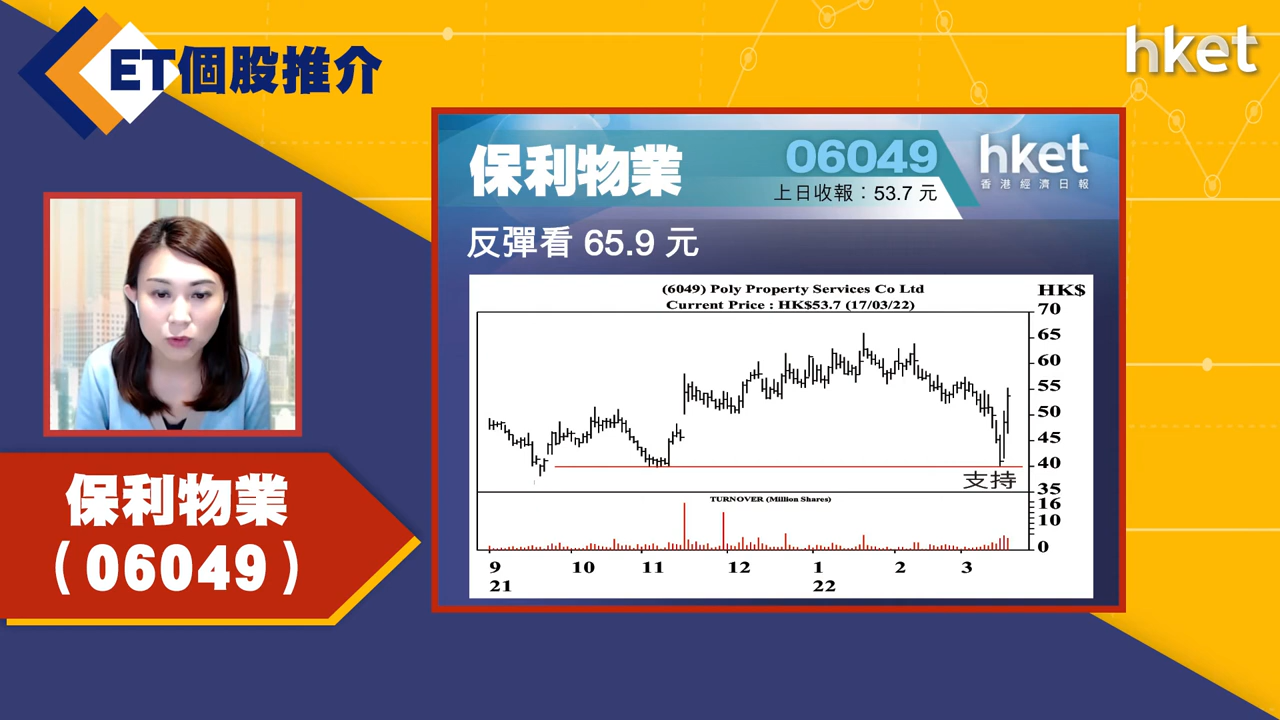 ET個股推介
hket
保利物業
06049
上日收報：53.7 元
hket
香港經濟日報
反彈看 65.9 元
(6049) Poly Property Services Co Ltd
Current Price : HK$53.7 (17/03/22)
HK$
70
65
60
55
50
45
40
支持
35
TURNOVER (Million Shares)
16
10
0
9 10 11 12 1 2 3
21 22
保利物業
（06049）